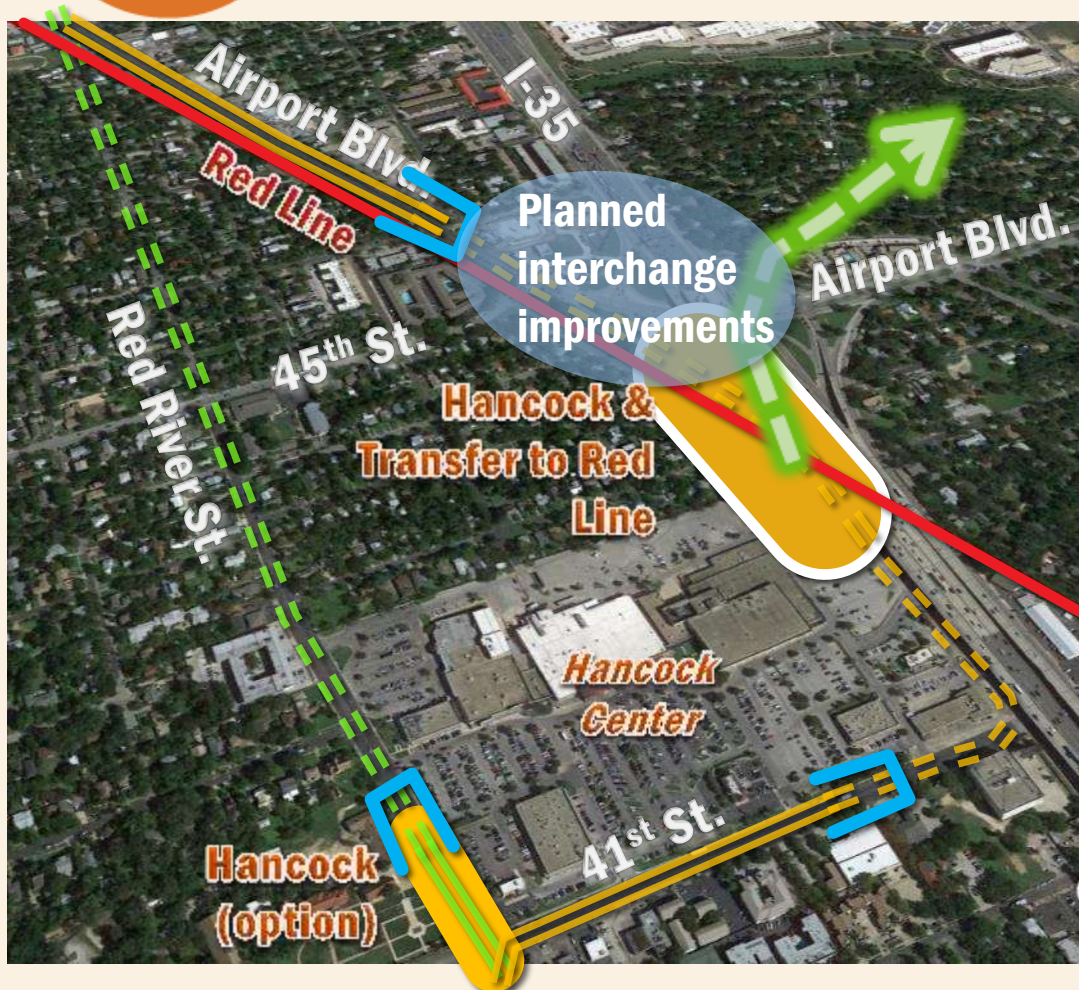 I-35
Airport Blvd.
Red Line
Planned
interchange
improvements
Airport Blvd.
Red River St.
45th St.
Hancock &
Transfer to Red
Line
Hancock
Center
41st St.
Hancock
(option)